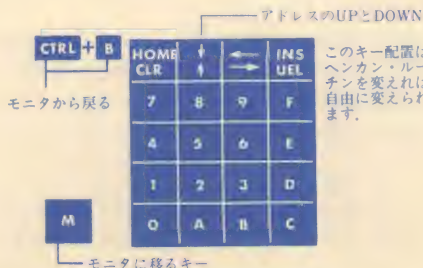 アドレスのUPとDOWN
CTRL + B
モニタから戻る
HOME CLR ↓ ↑ ← → INS UEL
7 8 9 F
4 5 6 E
1 2 3 D
0 A B C
このキー配置は
ヘンカン・ルー
チンを変えれば
自由に変えられ
ます.
M
モニタに移るキー